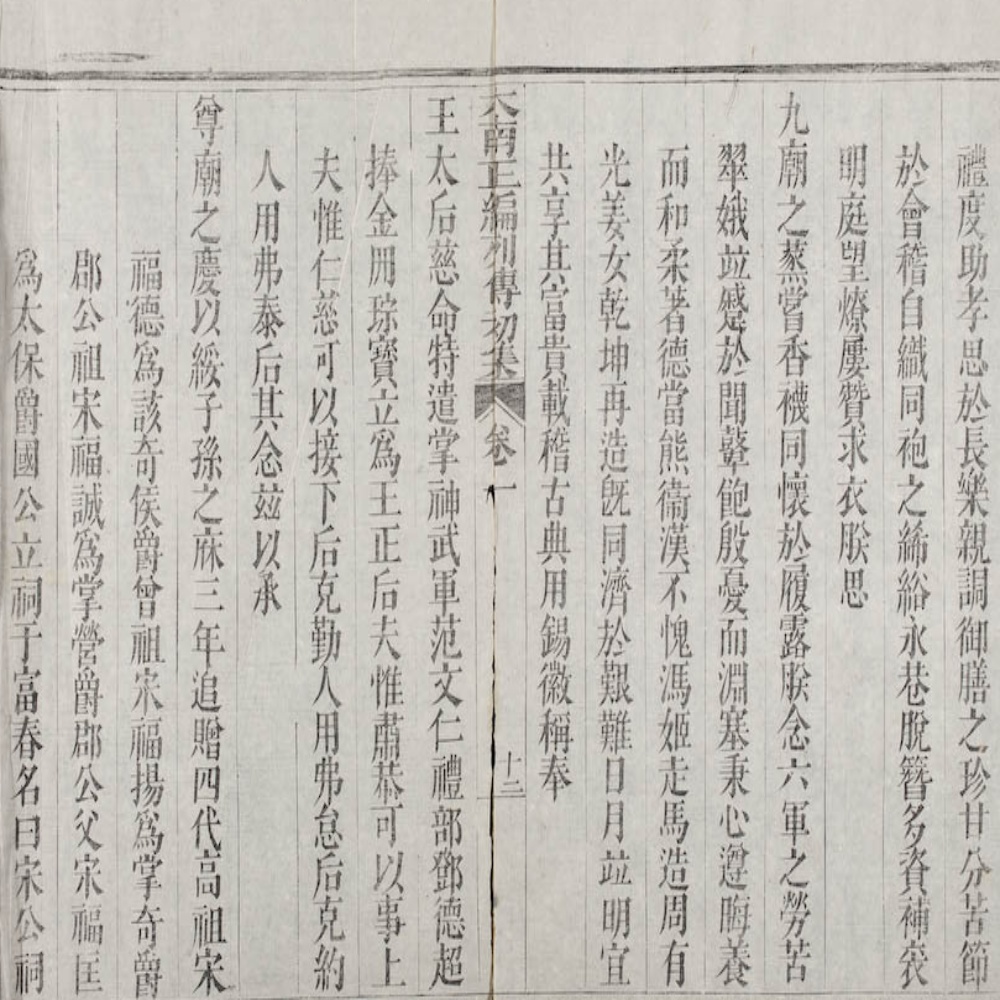 禮度助孝思於長樂親調御膳之珍甘分苦節
於會稽自織同袍之絺綌永巷脫簪多資補袞
明庭望燎屢贊求衣朕思
九廟之蒸嘗香襪同懷於履露朕念六軍之勞苦
翠娥竝蹙於聞鼙飽殷憂而淵塞秉心遵晦養
而和柔著德當熊衞漢不愧馮姬走馬造周有
光姜女乾坤再造旣同濟於艱難日月竝明宜
共享其富貴載稽古典用錫徽稱奉
大南正編列傳初集 卷一 十二
王太后慈命特遣掌神武軍范文仁禮部鄧德超
捧金冊琮寶立爲王正后夫惟肅恭可以事上
夫惟仁慈可以接下后克勤人用弗怠后克約
人用弗泰后其念玆以承
尊廟之慶以綏子孫之庥三年追贈四代高祖宋
福德爲該奇侯爵曾祖宋福揚爲掌奇爵
郡公祖宋福誠爲掌營爵郡公父宋福匡
爲太保爵國公立祠于富春名曰宋公祠